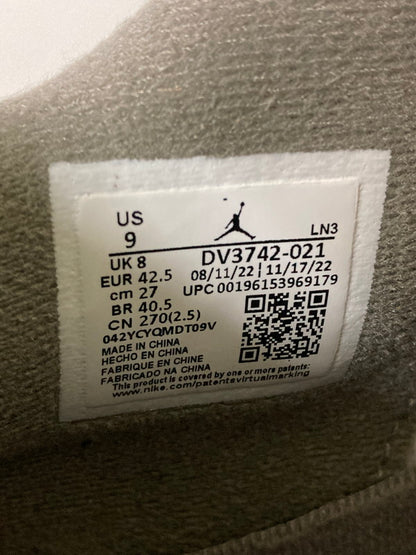 US
9
LN3
UK 8
DV3742-021
EUR 42.5
08/11/22 | 11/17/22
cm 27
UPC 00196153969179
BR 40.5
CN 270(2.5)
042YCYQMDT09V
MADE IN CHINA
HECHO EN CHINA
FABRIQUE EN CHINE
FABRICADO NA CHINA
This product is covered by one or more patents:
www.nike.com/patentsvirtualmarking